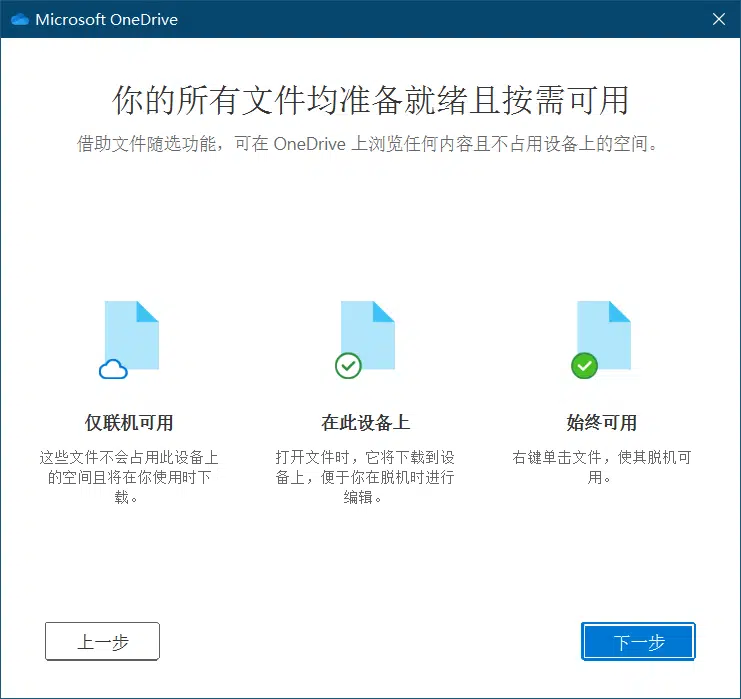 Microsoft OneDrive
你的所有文件均准备就绪且按需可用
借助文件随选功能，可在 OneDrive 上浏览任何内容且不占用设备上的空间。
仅联机可用
这些文件不会占用此设备上
的空间且将在你使用时下
载。
在此设备上
打开文件时，它将下载到设
备上，便于你在脱机时进行
编辑。
始终可用
右键单击文件，使其脱机可
用。
上一步
下一步